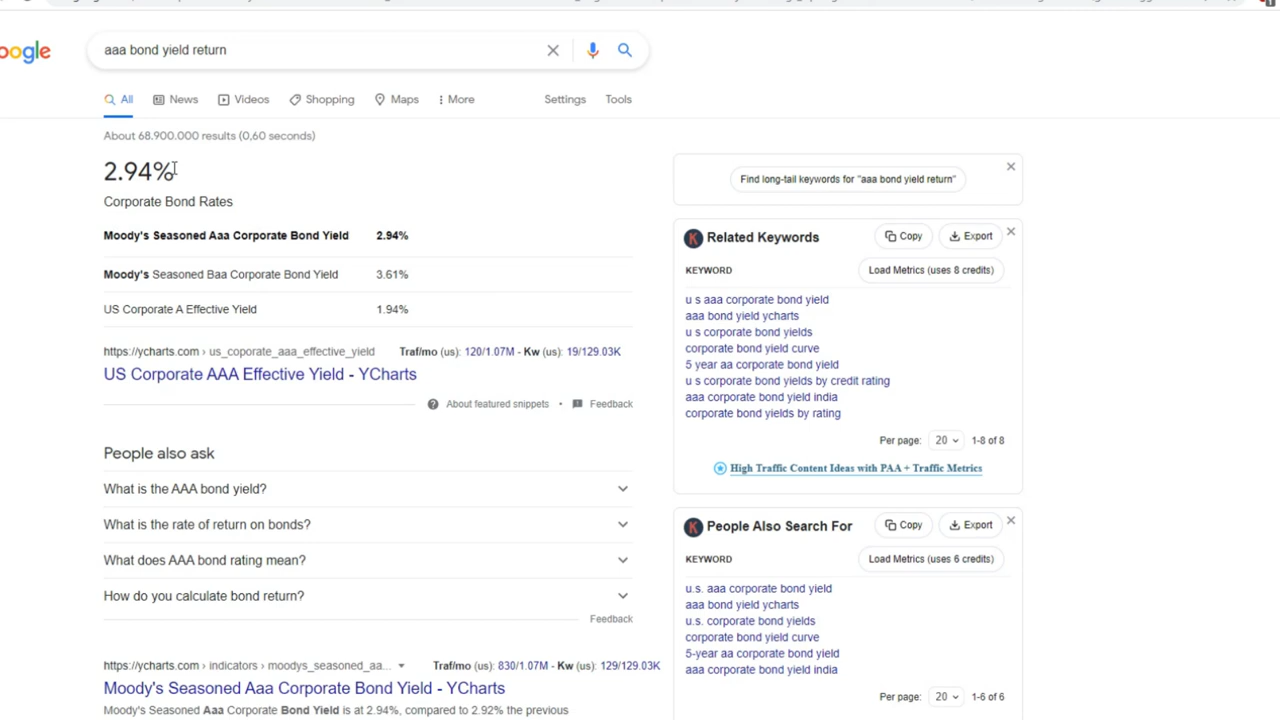 oogle
aaa bond yield return
All News Videos Shopping Maps More Settings Tools
About 68.900.000 results (0,60 seconds)
2.94%
Corporate Bond Rates
Moody's Seasoned Aaa Corporate Bond Yield 2.94%
Moody's Seasoned Baa Corporate Bond Yield 3.61%
US Corporate A Effective Yield 1.94%
https://ycharts.com › us_coporate_aaa_effective_yield Traf/mo (us): 120/1.07M - Kw (us): 19/129.03K
US Corporate AAA Effective Yield - YCharts
About featured snippets • Feedback
People also ask
What is the AAA bond yield?
What is the rate of return on bonds?
What does AAA bond rating mean?
How do you calculate bond return?
Feedback
https://ycharts.com › indicators › moodys_seasoned_aa... Traf/mo (us): 830/1.07M - Kw (us): 129/129.03K
Moody's Seasoned Aaa Corporate Bond Yield - YCharts
Moody's Seasoned Aaa Corporate Bond Yield is at 2.94%, compared to 2.92% the previous
Find long-tail keywords for "aaa bond yield return"
K Related Keywords Copy Export
KEYWORD Load Metrics (uses 8 credits)
u s aaa corporate bond yield
aaa bond yield ycharts
u s corporate bond yields
corporate bond yield curve
5 year aa corporate bond yield
u s corporate bond yields by credit rating
aaa corporate bond yield india
corporate bond yields by rating
Per page: 20 1-8 of 8
High Traffic Content Ideas with PAA + Traffic Metrics
K People Also Search For Copy Export
KEYWORD Load Metrics (uses 6 credits)
u.s. aaa corporate bond yield
aaa bond yield ycharts
u.s. corporate bond yields
corporate bond yield curve
5-year aa corporate bond yield
aaa corporate bond yield india
Per page: 20 1-6 of 6